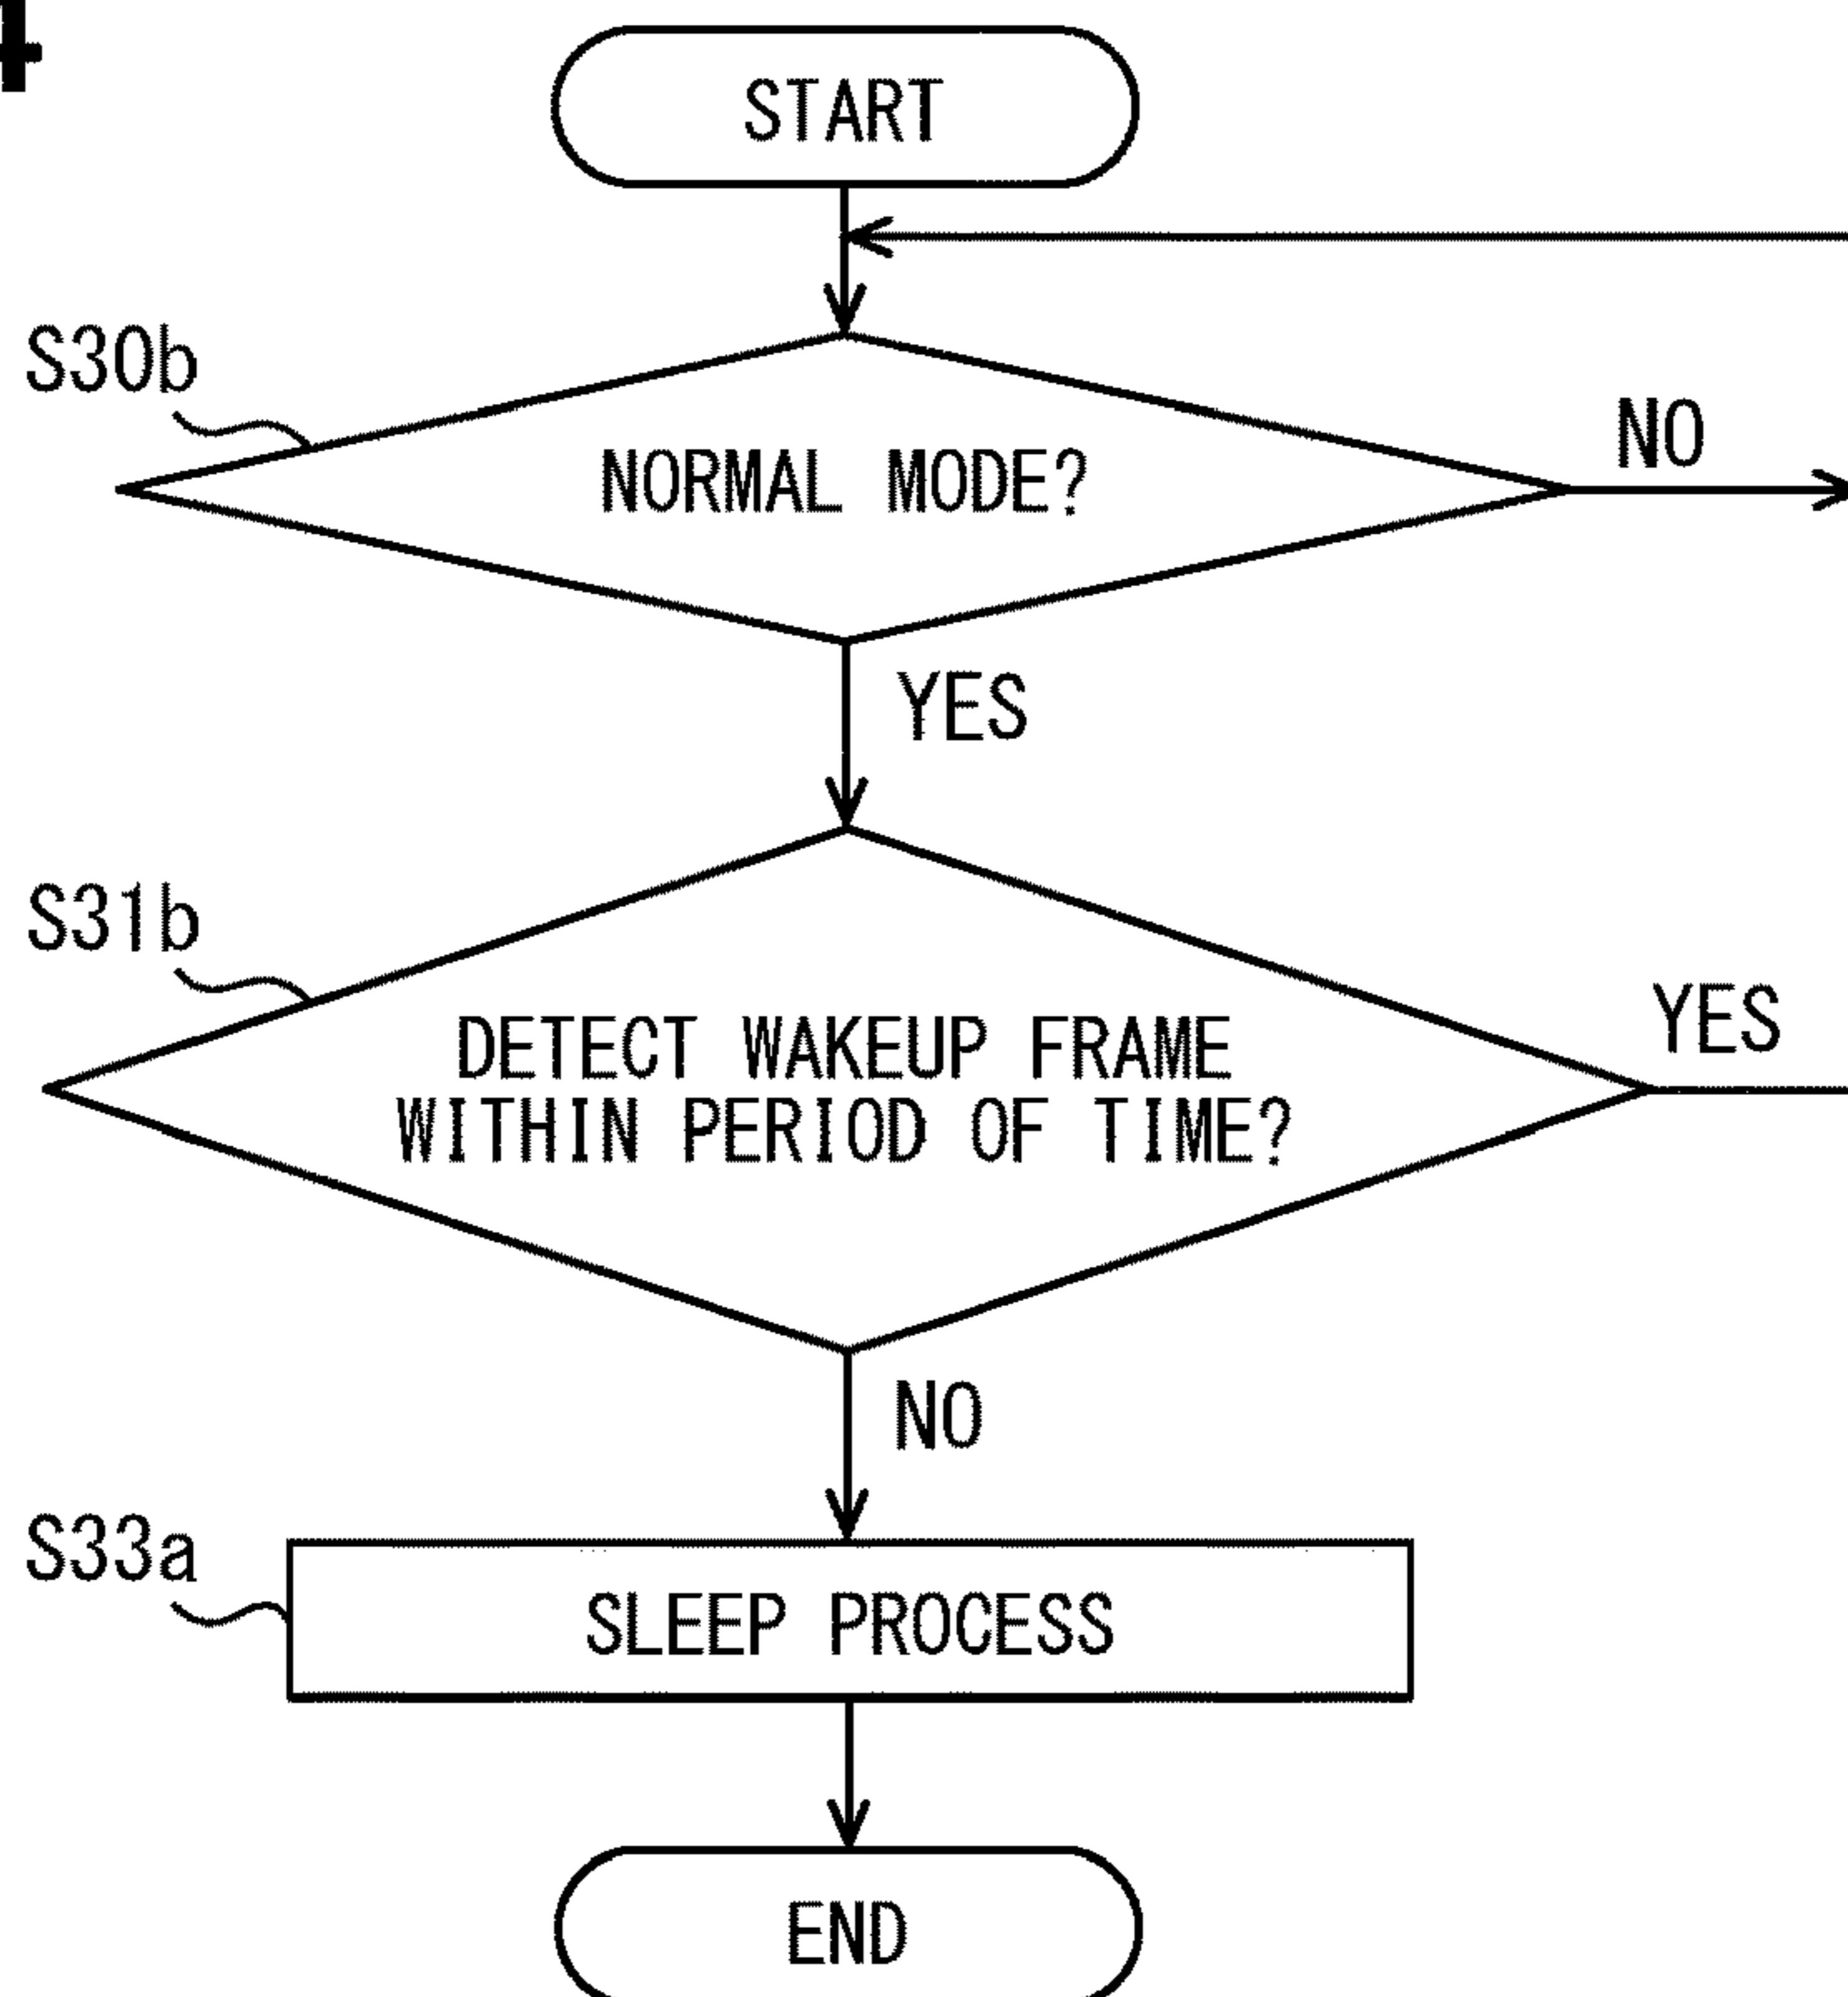 4
START
S30b
NORMAL MODE?
NO
YES
S31b
DETECT WAKEUP FRAME
WITHIN PERIOD OF TIME?
YES
NO
S33a
SLEEP PROCESS
END